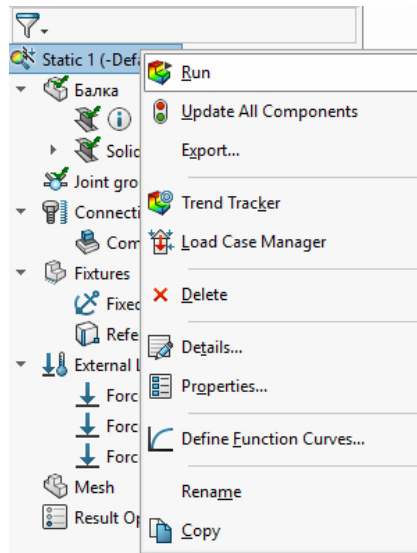 Static 1 (-Defa
Run
Балка
Update All Components
Export...
Solid
Joint gro
Trend Tracker
Connecti
Load Case Manager
Com
Fixtures
Delete
Fixed
Refe
Details...
External L
Properties...
Forc
Forc
Define Function Curves...
Forc
Mesh
Rename
Result Op
Copy